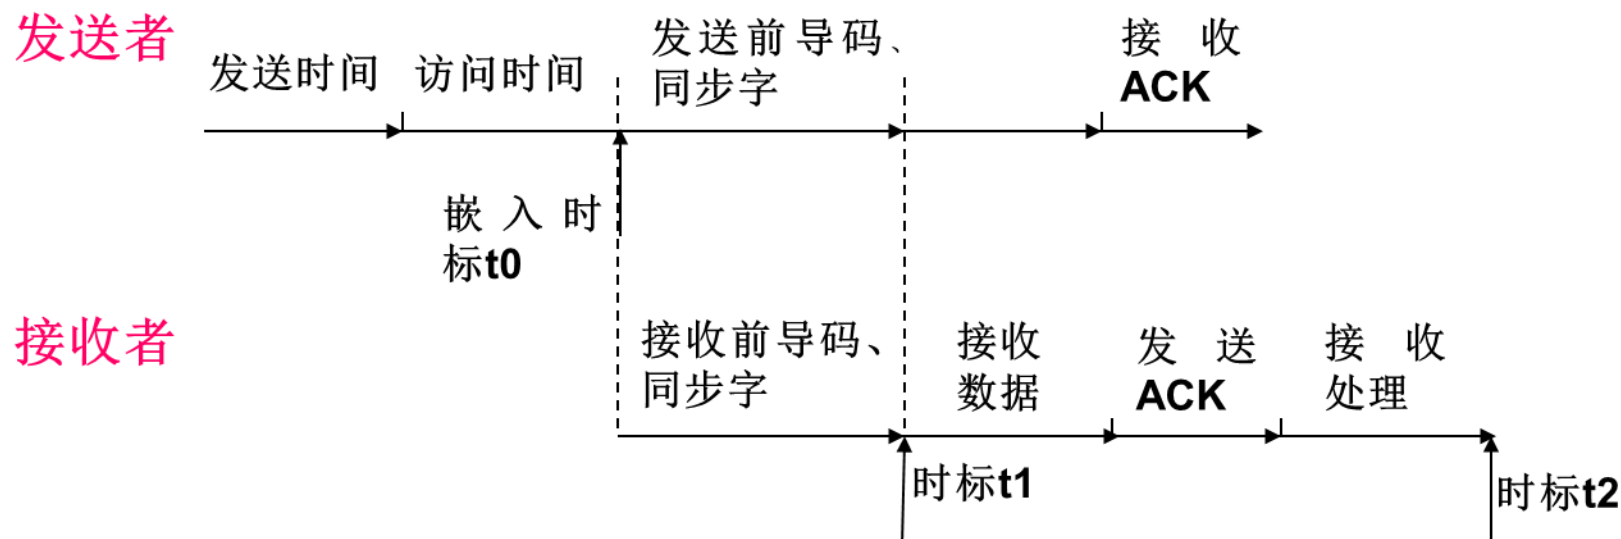 发送者
发送时间
访问时间
发送前导码、
同步字
接 收
ACK
嵌 入 时
标t0
接收者
接收前导码、
同步字
接收
数据
发 送
ACK
接 收
处理
时标t1
时标t2